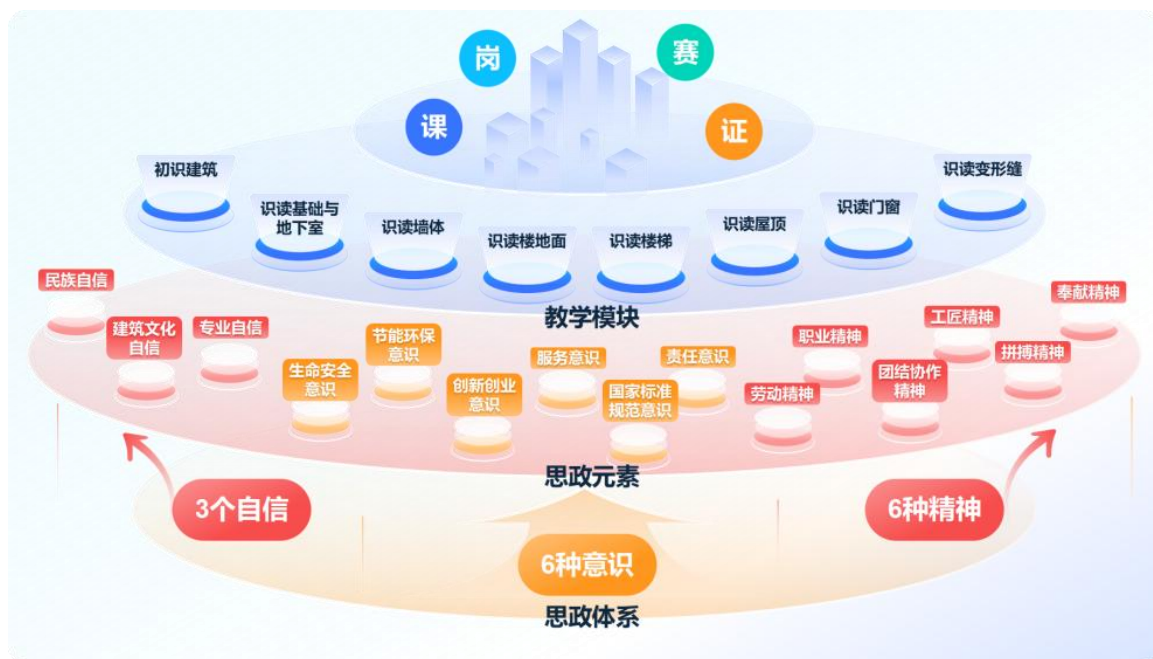 岗
赛
课
证
初识建筑
识读基础与
地下室
识读墙体
识读楼地面
识读楼梯
识读屋顶
识读门窗
识读变形缝
教学模块
民族自信
建筑文化
自信
专业自信
生命安全
意识
节能环保
意识
创新创业
意识
服务意识
国家标准
规范意识
责任意识
劳动精神
职业精神
团结协作
精神
工匠精神
拼搏精神
奉献精神
思政元素
3个自信
6种意识
6种精神
思政体系